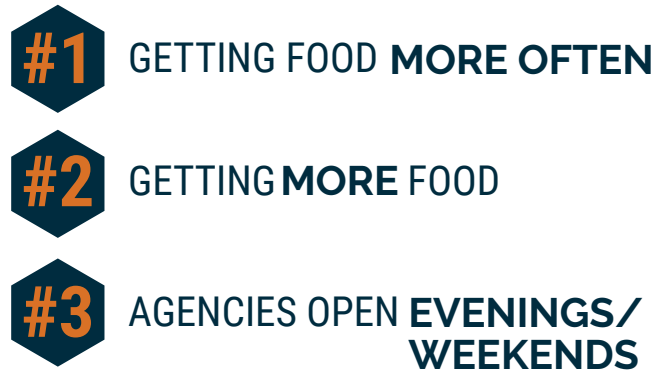 #1 GETTING FOOD MORE OFTEN
#2 GETTING MORE FOOD
#3 AGENCIES OPEN EVENINGS/
WEEKENDS